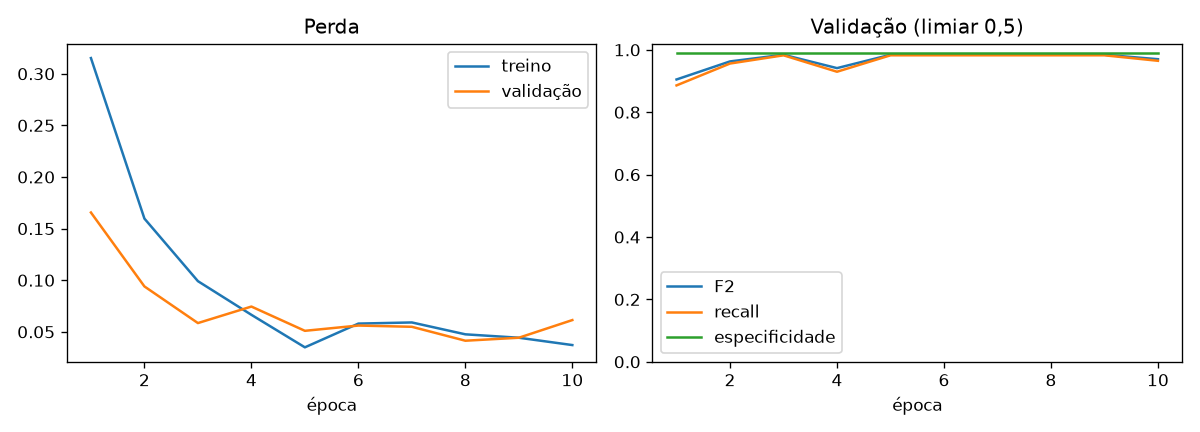 Perda
0.30
0.25
0.20
0.15
0.10
0.05
treino
validação
2
4
6
8
10
época
Validação (limiar 0,5)
1.0
0.8
0.6
0.4
0.2
0.0
F2
recall
especificidade
2
4
6
8
10
época